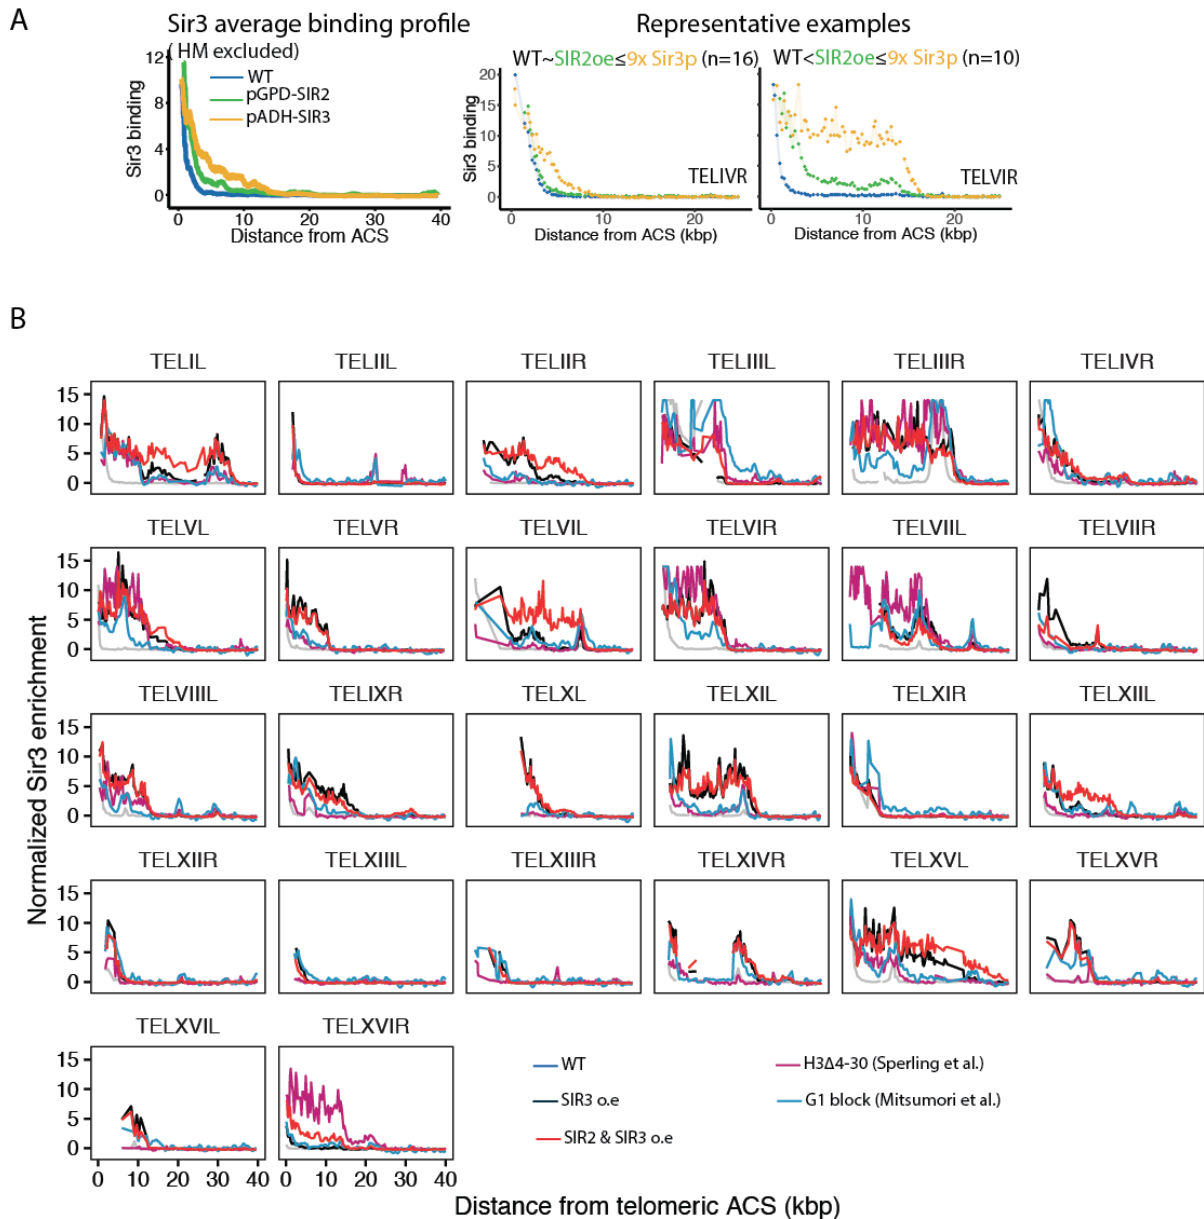 A
Sir3 average binding profile
( HM excluded)
Representative examples
WT~SIR2oe≤9x Sir3p (n=16)
WT<SIR2oe≤9x Sir3p (n=10)
Sir3 binding
12
8
4
0
WT
pGPD-SIR2
pADH-SIR3
0 10 20 30 40
Distance from ACS
Sir3 binding
20
15
10
5
0
TELIVR
0 10 20
Distance from ACS (kbp)
TELVIR
0 10 20
Distance from ACS (kbp)
B
Normalized Sir3 enrichment
TELIL TELIIL TELIIR TELIIIL TELIIIR TELIVR
15
10
5
0
TELVL TELVR TELVIL TELVIR TELVIIL TELVIIR
15
10
5
0
TELVIIIL TELIXR TELXL TELXIL TELXIR TELXIIL
15
10
5
0
TELXIIR TELXIIIL TELXIIIR TELXIVR TELXVL TELXVR
15
10
5
0
TELXVIL TELXVIR
15
10
5
0
0 10 20 30 40 0 10 20 30 40
WT
SIR3 o.e
SIR2 & SIR3 o.e
H3Δ4-30 (Sperling et al.)
G1 block (Mitsumori et al.)
Distance from telomeric ACS (kbp)